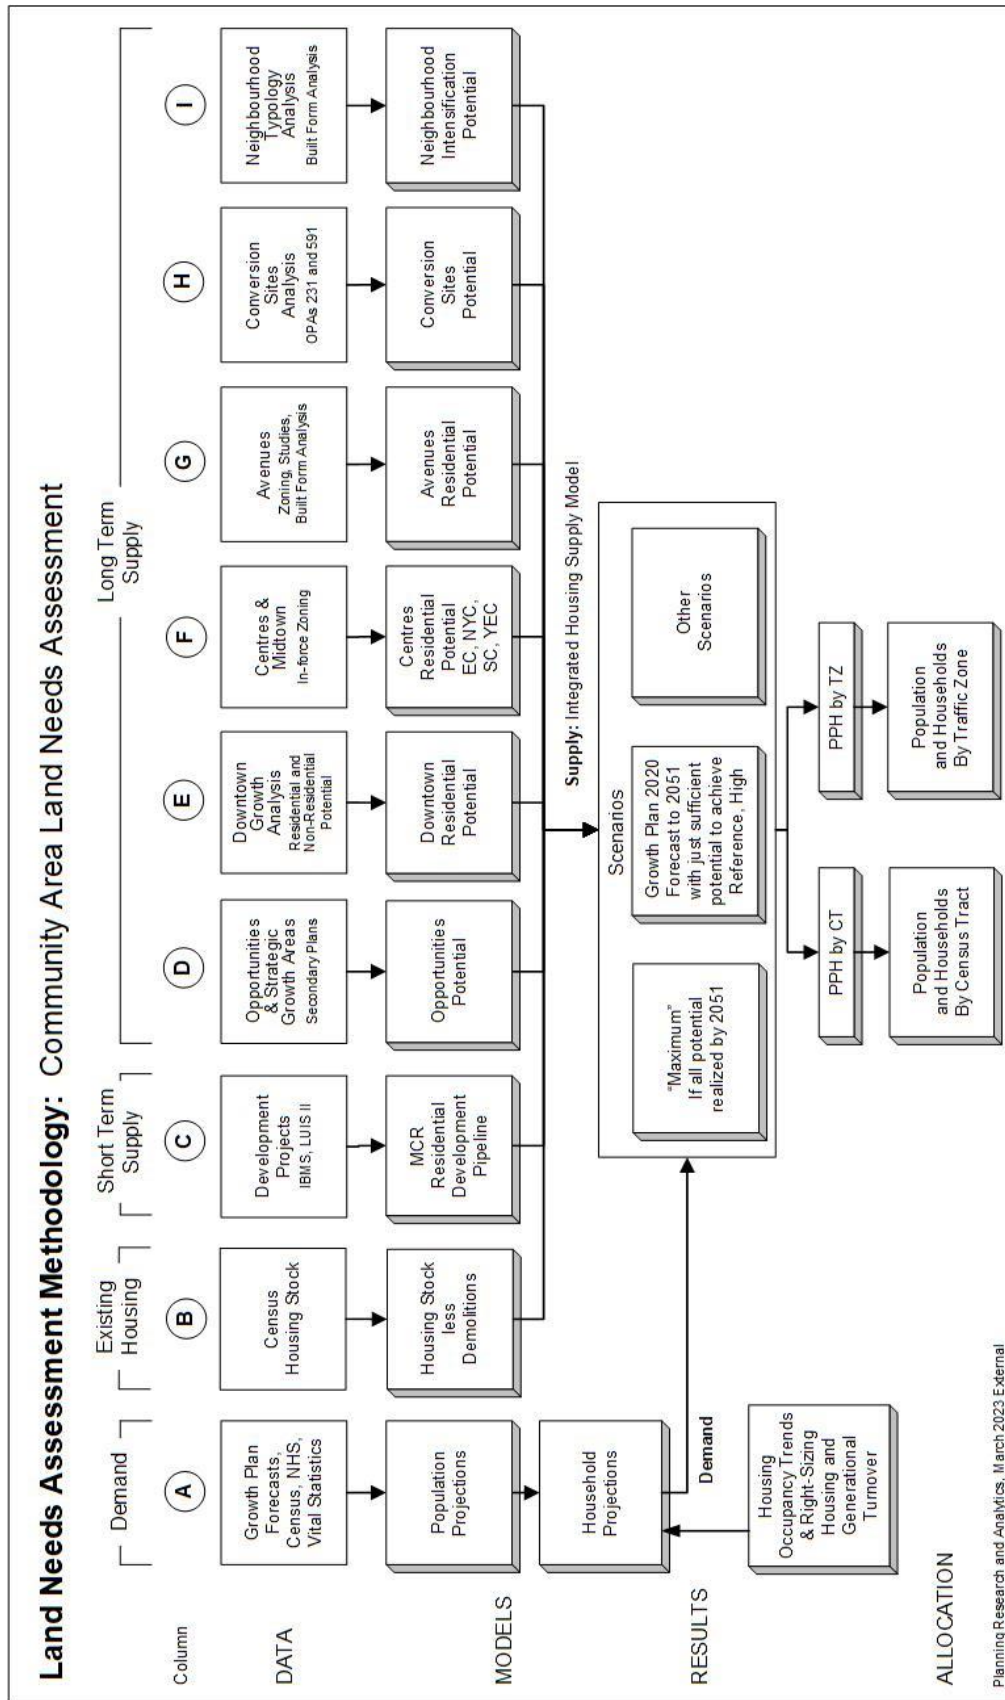 Land Needs Assessment Methodology: Community Area Land Needs Assessment
Demand
Existing
Housing
Short Term
Supply
Long Term
Supply
Column
A
B
C
D
E
F
G
H
I
DATA
Growth Plan
Forecasts,
Census, NHS,
Vital Statistics
Census
Housing Stock
Development
Projects
IBMS, LUIS II
Opportunities
& Strategic
Growth Areas
Secondary Plans
Downtown
Growth
Analysis
Residential and
Non-Residential
Potential
Centres &
Midtown
In-force Zoning
Avenues
Zoning, Studies,
Built Form Analysis
Conversion
Sites
Analysis
OPAs 231 and 591
Neighbourhood
Typology
Analysis
Built Form Analysis
MODELS
Population
Projections
Housing Stock
less
Demolitions
MCR
Residential
Development
Pipeline
Opportunities
Potential
Downtown
Residential
Potential
Centres
Residential
Potential
EC, NYC,
SC, YEC
Avenues
Residential
Potential
Conversion
Sites
Potential
Neighbourhood
Intensification
Potential
Household
Projections
Supply: Integrated Housing Supply Model
RESULTS
Demand
Scenarios
"Maximum"
If all potential
realized by 2051
Growth Plan 2020
Forecast to 2051
with just sufficient
potential to achieve
Reference, High
Other
Scenarios
Housing
Occupancy Trends
& Right-Sizing
Housing and
Generational
Turnover
PPH by CT
PPH by TZ
ALLOCATION
Population
and Households
By Census Tract
Population
and Households
By Traffic Zone
Planning Research and Analytics, March 2023 External